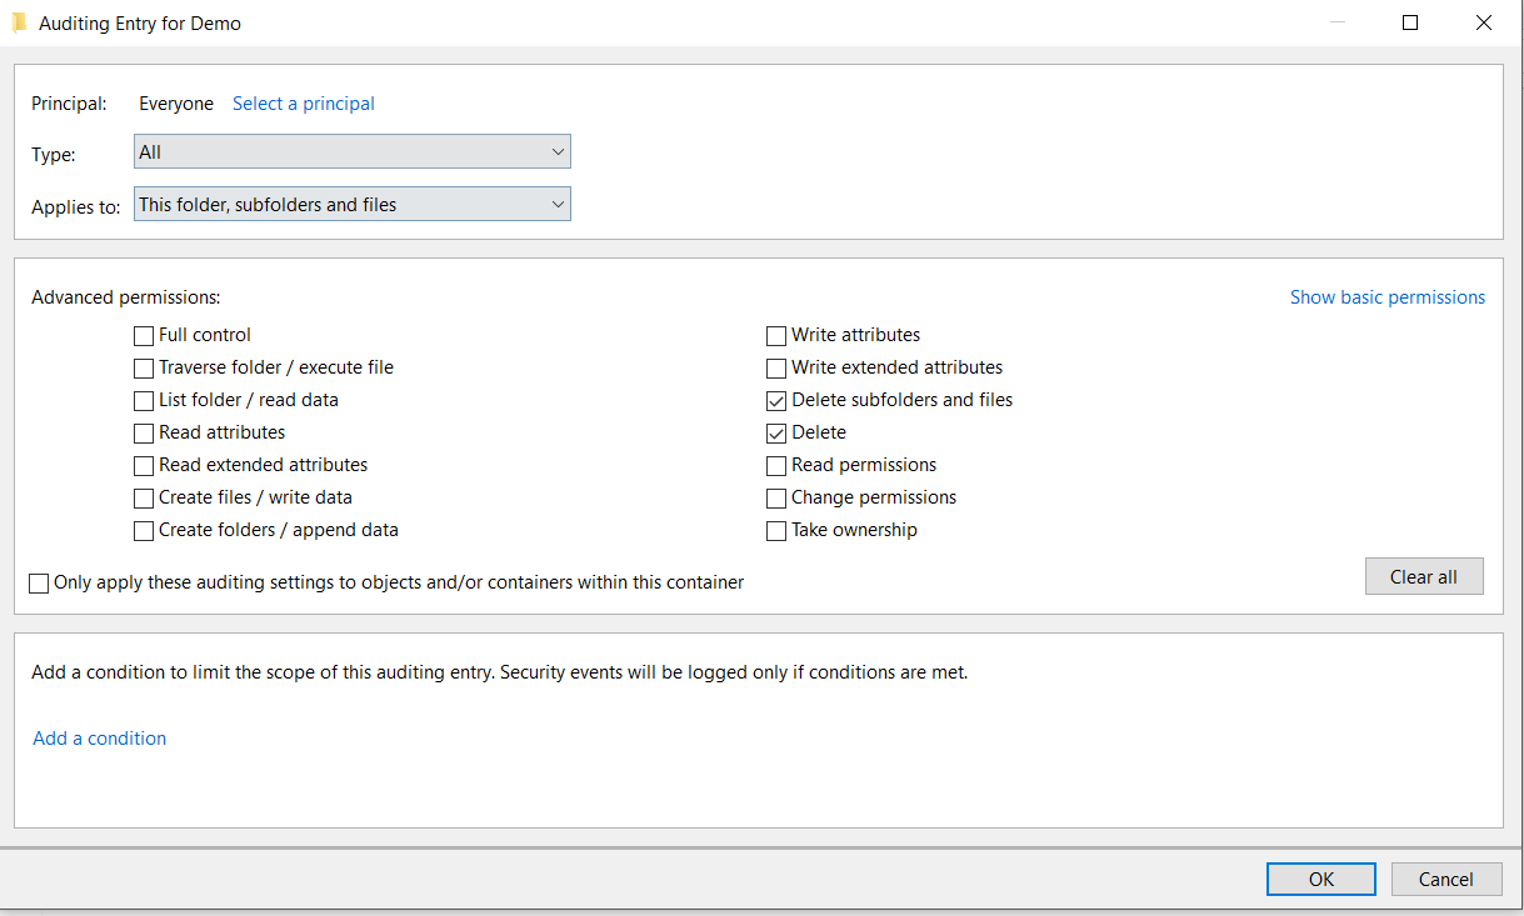 Auditing Entry for Demo
Principal: Everyone Select a principal
Type: All
Applies to: This folder, subfolders and files
Advanced permissions: Show basic permissions
Full control
Traverse folder / execute file
List folder / read data
Read attributes
Read extended attributes
Create files / write data
Create folders / append data
Write attributes
Write extended attributes
Delete subfolders and files
Delete
Read permissions
Change permissions
Take ownership
Only apply these auditing settings to objects and/or containers within this container
Clear all
Add a condition to limit the scope of this auditing entry. Security events will be logged only if conditions are met.
Add a condition
OK Cancel